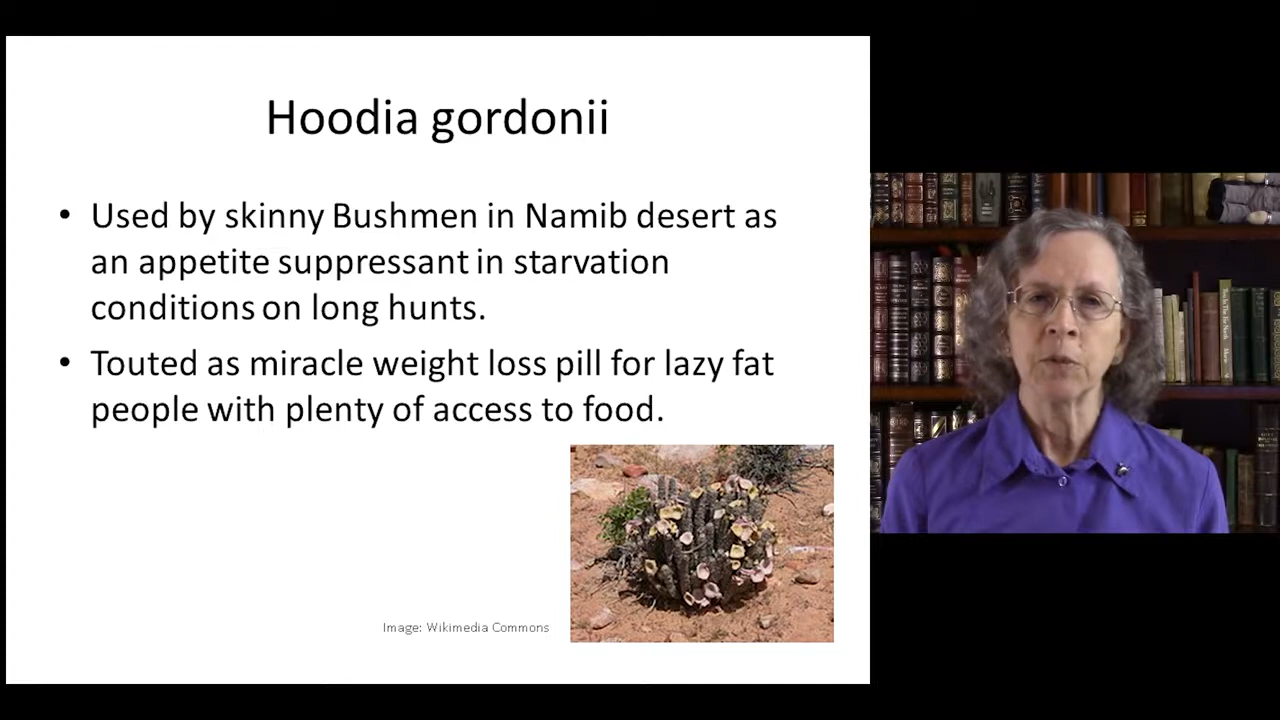 Hoodia gordonii
• Used by skinny Bushmen in Namib desert as
an appetite suppressant in starvation
conditions on long hunts.
• Touted as miracle weight loss pill for lazy fat
people with plenty of access to food.
Image: Wikimedia Commons